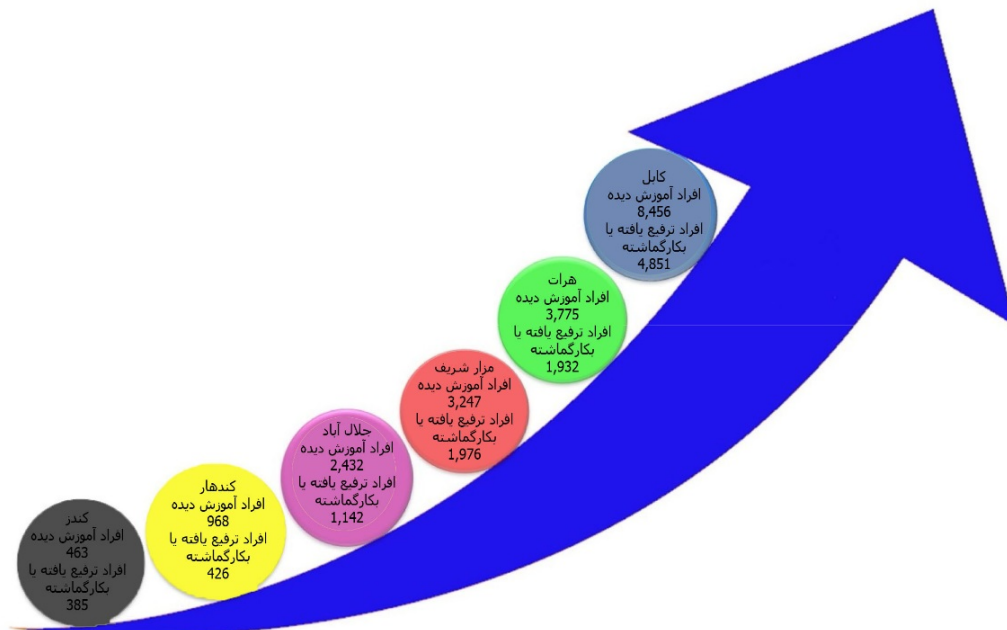 کابل
افراد آموزش دیده
8,456
افراد ترفیع یافته یا
بکارگماشته
4,851
هرات
افراد آموزش دیده
3,775
افراد ترفیع یافته یا
بکارگماشته
1,932
مزار شریف
افراد آموزش دیده
3,247
افراد ترفیع یافته یا
بکارگماشته
1,976
جلال آباد
افراد آموزش دیده
2,432
افراد ترفیع یافته یا
بکارگماشته
1,142
کندهار
افراد آموزش دیده
968
افراد ترفیع یافته یا
بکارگماشته
426
کندز
افراد آموزش دیده
463
افراد ترفیع یافته یا
بکارگماشته
385